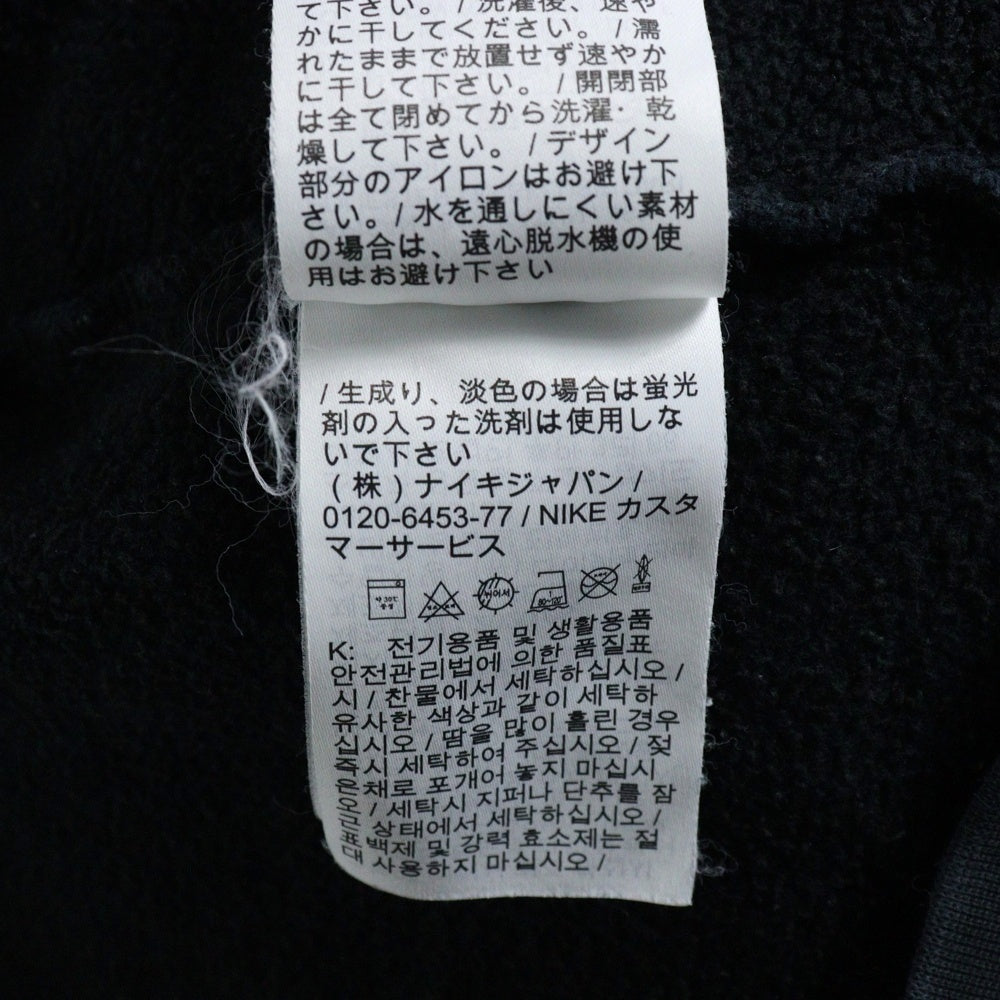 て下さい。/ 洗濯後、速や
かに干してください。/ 濡
れたままで放置せず速やか
に干して下さい。/ 開閉部
は全て閉めてから洗濯・乾
燥して下さい。/ デザイン
部分のアイロンはお避け下
さい。/ 水を通しにくい素材
の場合は、遠心脱水機の使
用はお避け下さい
/ 生成り、淡色の場合は蛍光
剤の入った洗剤は使用しな
いで下さい
(株)ナイキジャパン /
0120-6453-77 / NIKE カスタ
マーサービス
약 30℃
중성
80~120℃
K: 전기용품 및 생활용품
안전관리법에 의한 품질표
시 / 찬물에서 세탁하십시오 /
유사한 색상과 같이 세탁하
십시오 / 땀을 많이 흘린 경우
즉시 세탁하여 주십시오 / 젖
은채로 포개어 놓지 마십시
오 / 세탁시 지퍼나 단추를 잠
근 상태에서 세탁하십시오 /
표백제 및 강력 효소제는 절
대 사용하지 마십시오 /